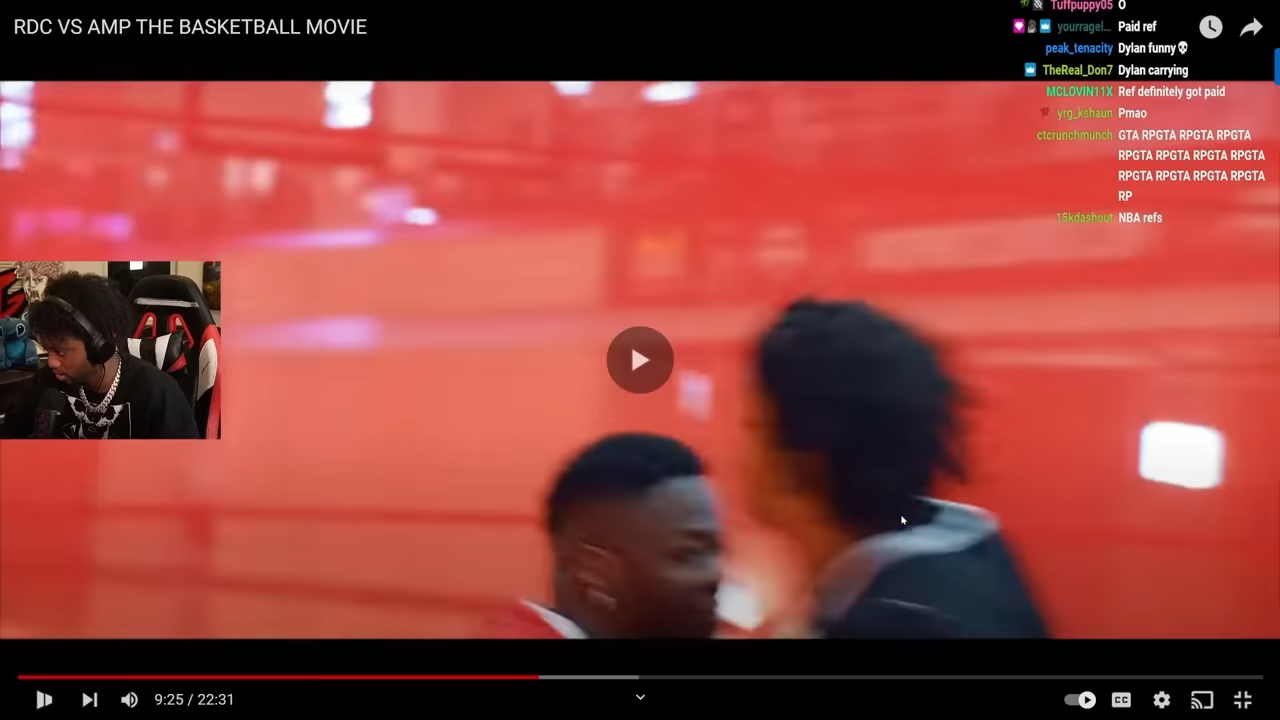 RDC VS AMP THE BASKETBALL MOVIE
Tuffpuppy05 O
yourragel... Paid ref
peak_tenacity Dylan funny💀
TheReal_Don7 Dylan carrying
MCLOVIN11X Ref definitely got paid
yrg_kshaun Pmao
ctcrunchmunch GTA RPGTA RPGTA RPGTA
RPGTA RPGTA RPGTA RPGTA
RPGTA RPGTA RPGTA RPGTA
RP
15kdashout NBA refs
9:25 / 22:31
CC